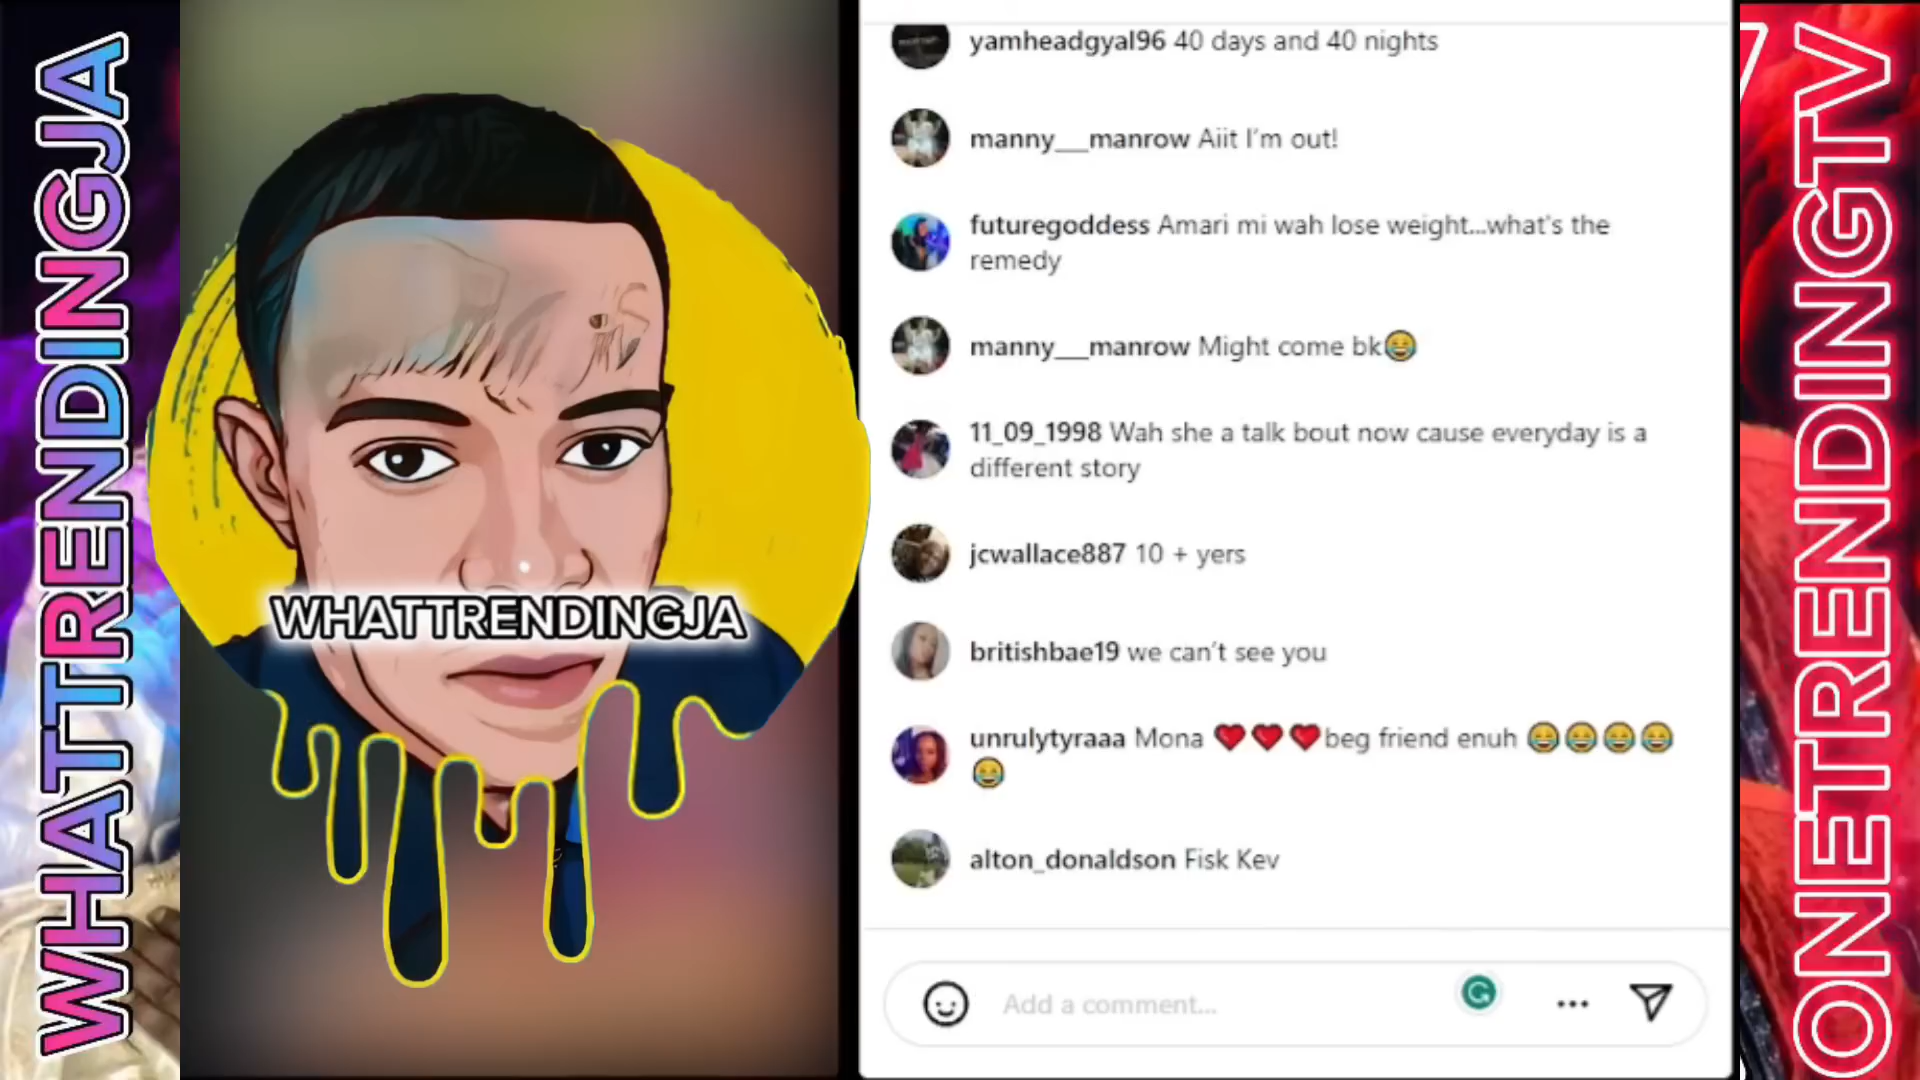 WHATTRENDINGJA
WHATTRENDINGJA
yamheadgyal96 40 days and 40 nights
manny___manrow Aiit I'm out!
futuregoddess Amari mi wah lose weight...what's the
remedy
manny___manrow Might come bk😂
11_09_1998 Wah she a talk bout now cause everyday is a
different story
jcwallace887 10 + yers
britishbae19 we can't see you
unrulytyraaa Mona ❤️❤️❤️beg friend enuh 😂😂😂😂
😂
alton_donaldson Fisk Kev
Add a comment...
ONETRENDINGTV